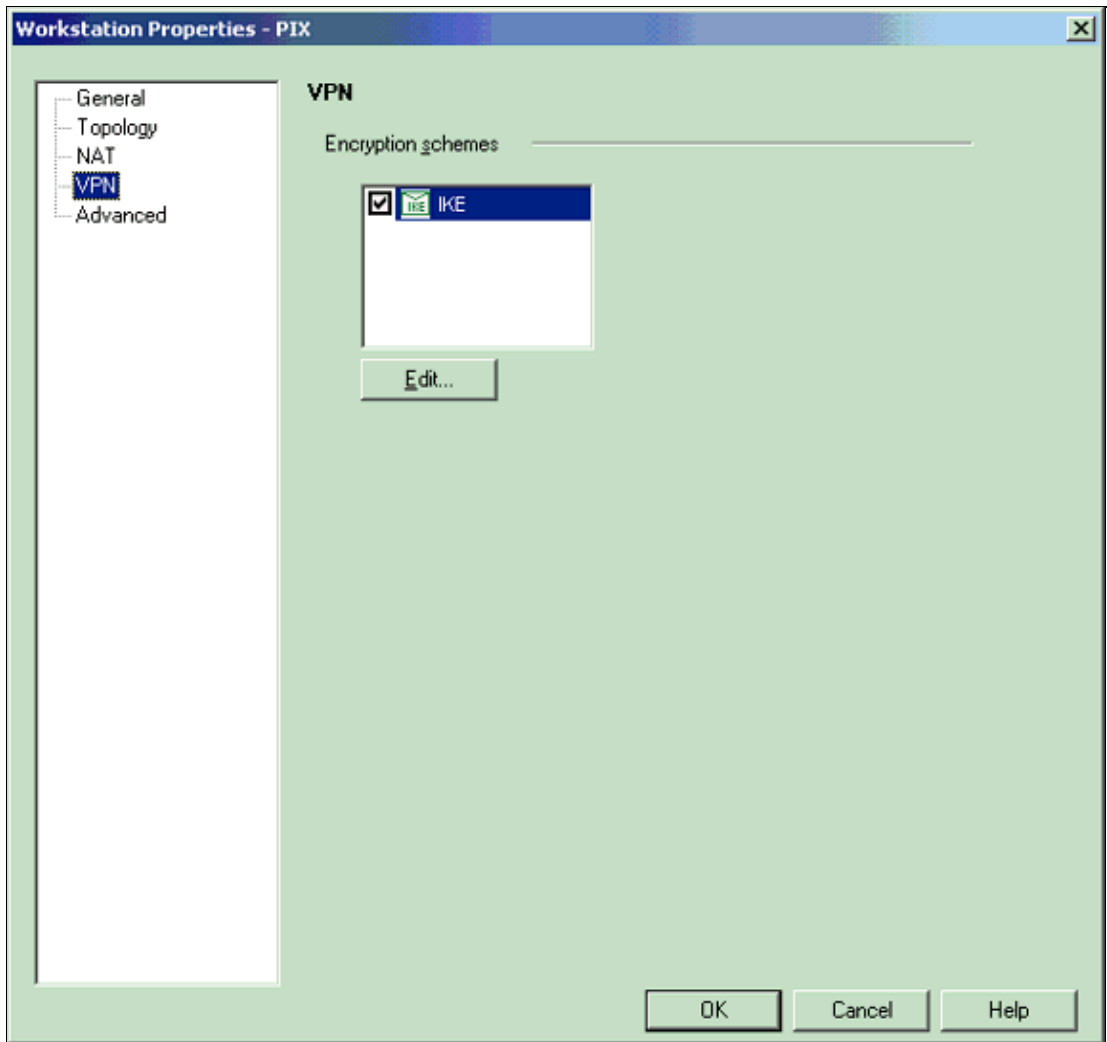 Workstation Properties - PIX
General
Topology
NAT
VPN
Advanced
VPN
Encryption schemes
IKE IKE
Edit...
OK Cancel Help